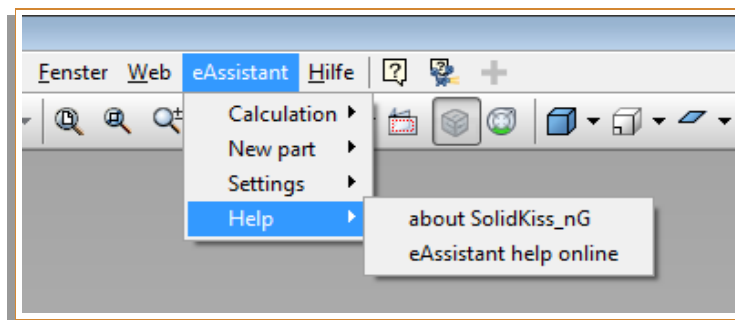 Fenster Web eAssistant Hilfe
Calculation
New part
Settings
Help
about SolidKiss_nG
eAssistant help online